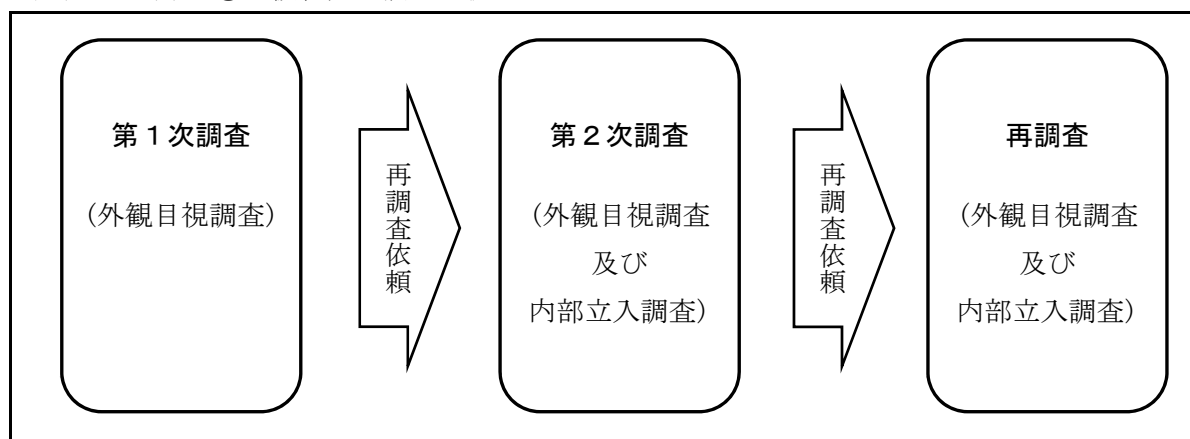 第１次調査
（外観目視調査）
再調査依頼
第２次調査
（外観目視調査
及び
内部立入調査）
再調査依頼
再調査
（外観目視調査
及び
内部立入調査）